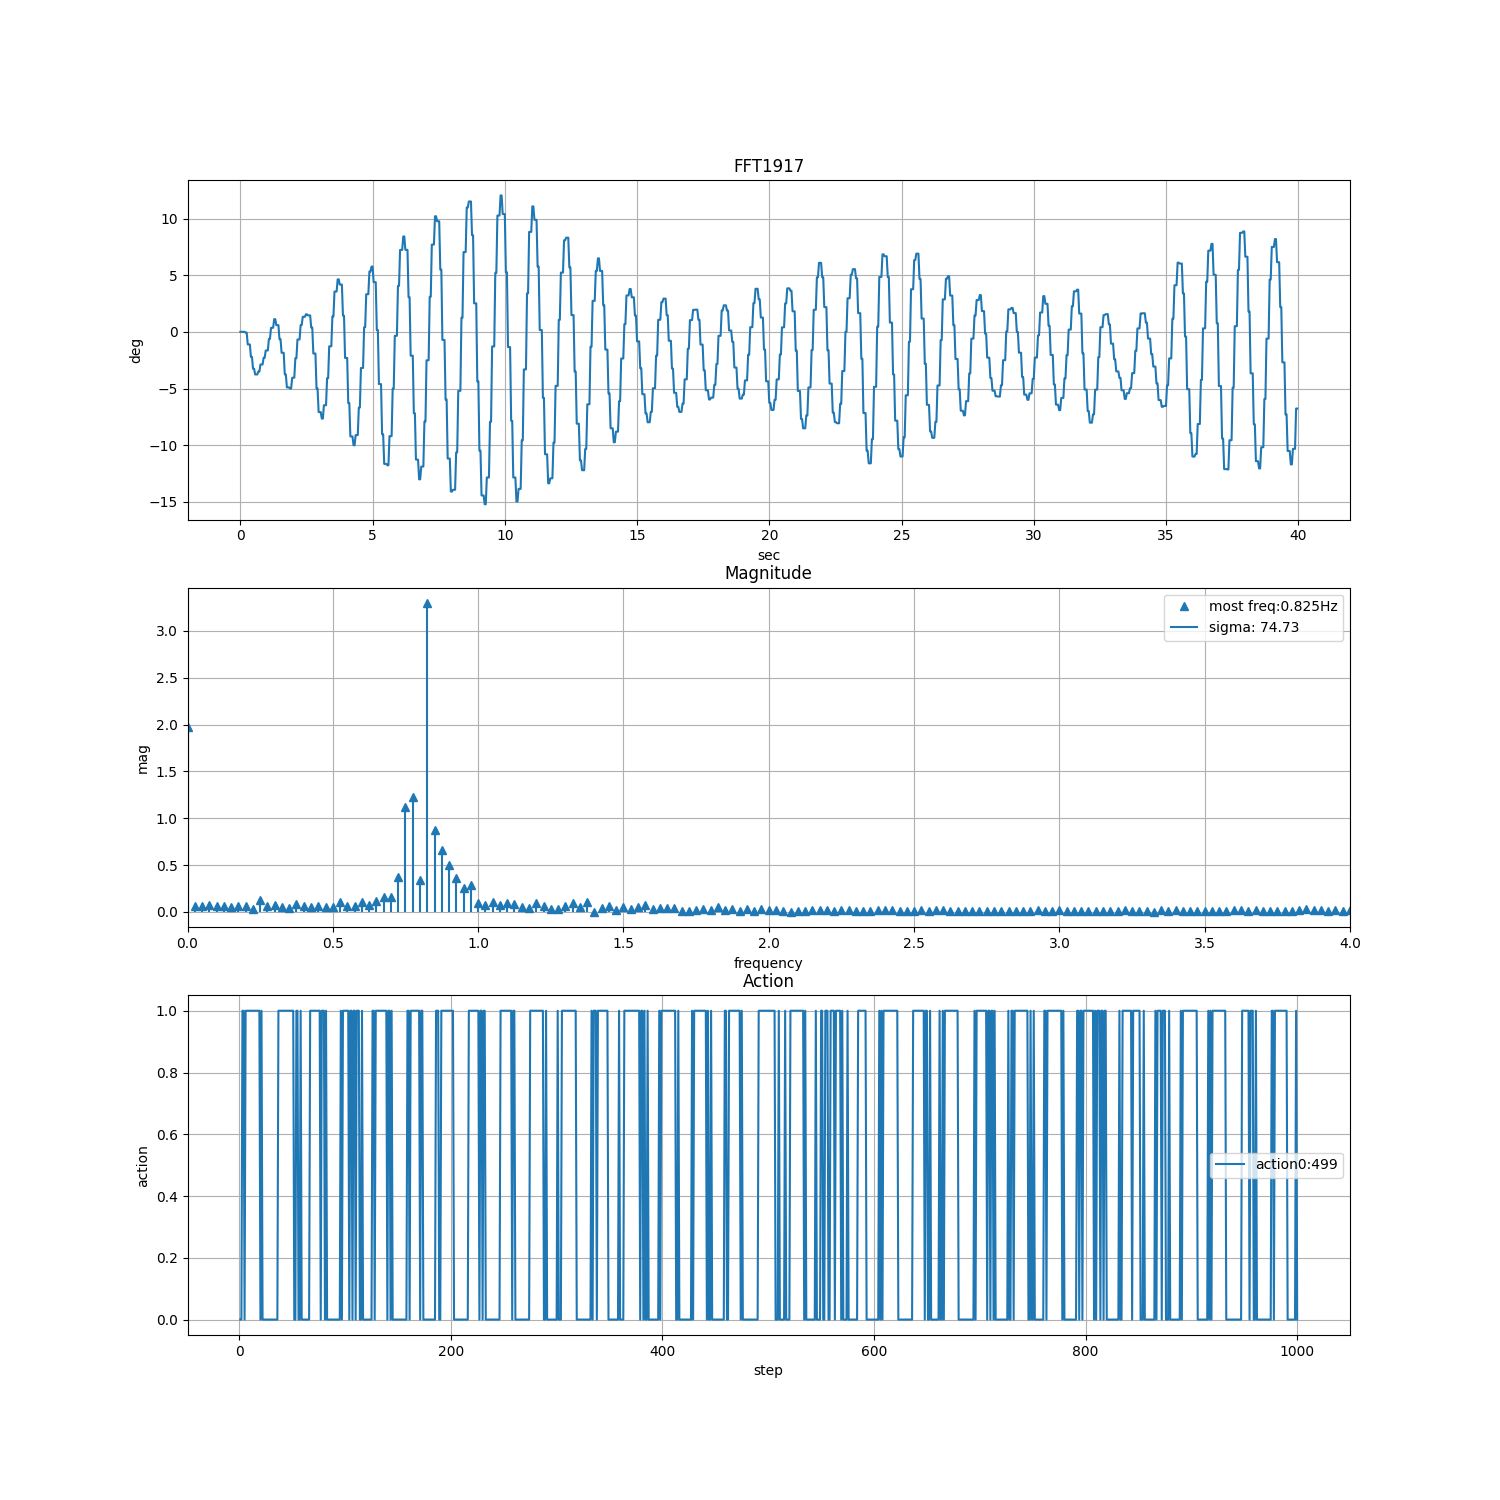 FFT1917
10
5
0
−5
−10
−15
deg
0 5 10 15 20 25 30 35 40
sec
Magnitude
most freq:0.825Hz
sigma: 74.73
3.0
2.5
2.0
1.5
1.0
0.5
0.0
mag
0.0 0.5 1.0 1.5 2.0 2.5 3.0 3.5 4.0
frequency
Action
1.0
0.8
0.6
0.4
0.2
0.0
action
action0:499
0 200 400 600 800 1000
step